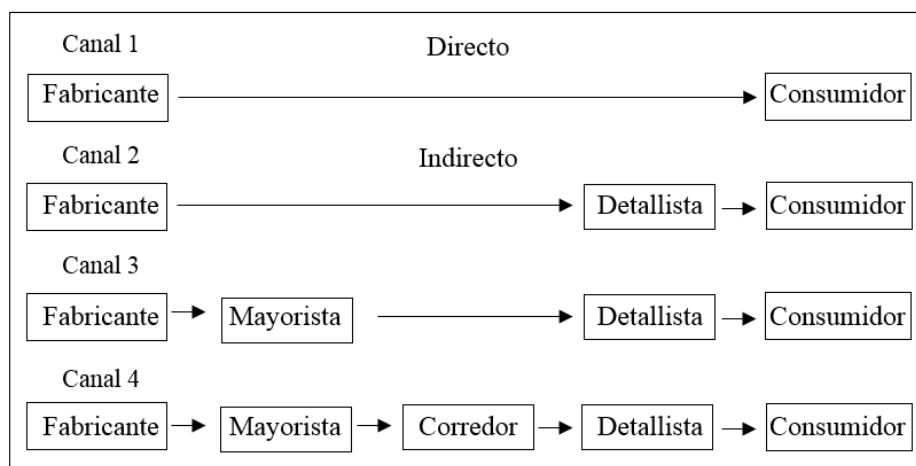 Canal 1
Directo
Fabricante Consumidor
Canal 2
Indirecto
Fabricante Detallista Consumidor
Canal 3
Fabricante Mayorista Detallista Consumidor
Canal 4
Fabricante Mayorista Corredor Detallista Consumidor